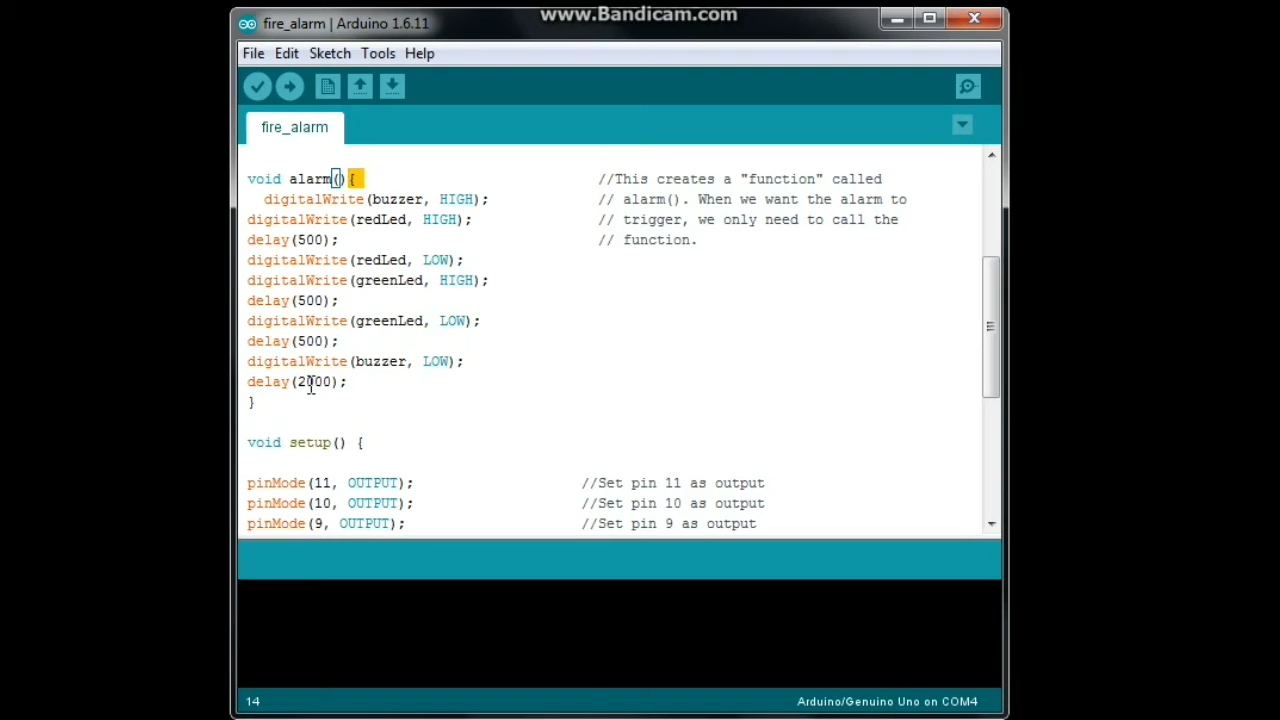 www.Bandicam.com
fire_alarm | Arduino 1.6.11
File Edit Sketch Tools Help
fire_alarm
void alarm(){ //This creates a "function" called
digitalWrite(buzzer, HIGH); // alarm(). When we want the alarm to
digitalWrite(redLed, HIGH); // trigger, we only need to call the
delay(500); // function.
digitalWrite(redLed, LOW);
digitalWrite(greenLed, HIGH);
delay(500);
digitalWrite(greenLed, LOW);
delay(500);
digitalWrite(buzzer, LOW);
delay(2000);
}
void setup() {
pinMode(11, OUTPUT); //Set pin 11 as output
pinMode(10, OUTPUT); //Set pin 10 as output
pinMode(9, OUTPUT); //Set pin 9 as output
14 Arduino/Genuino Uno on COM4